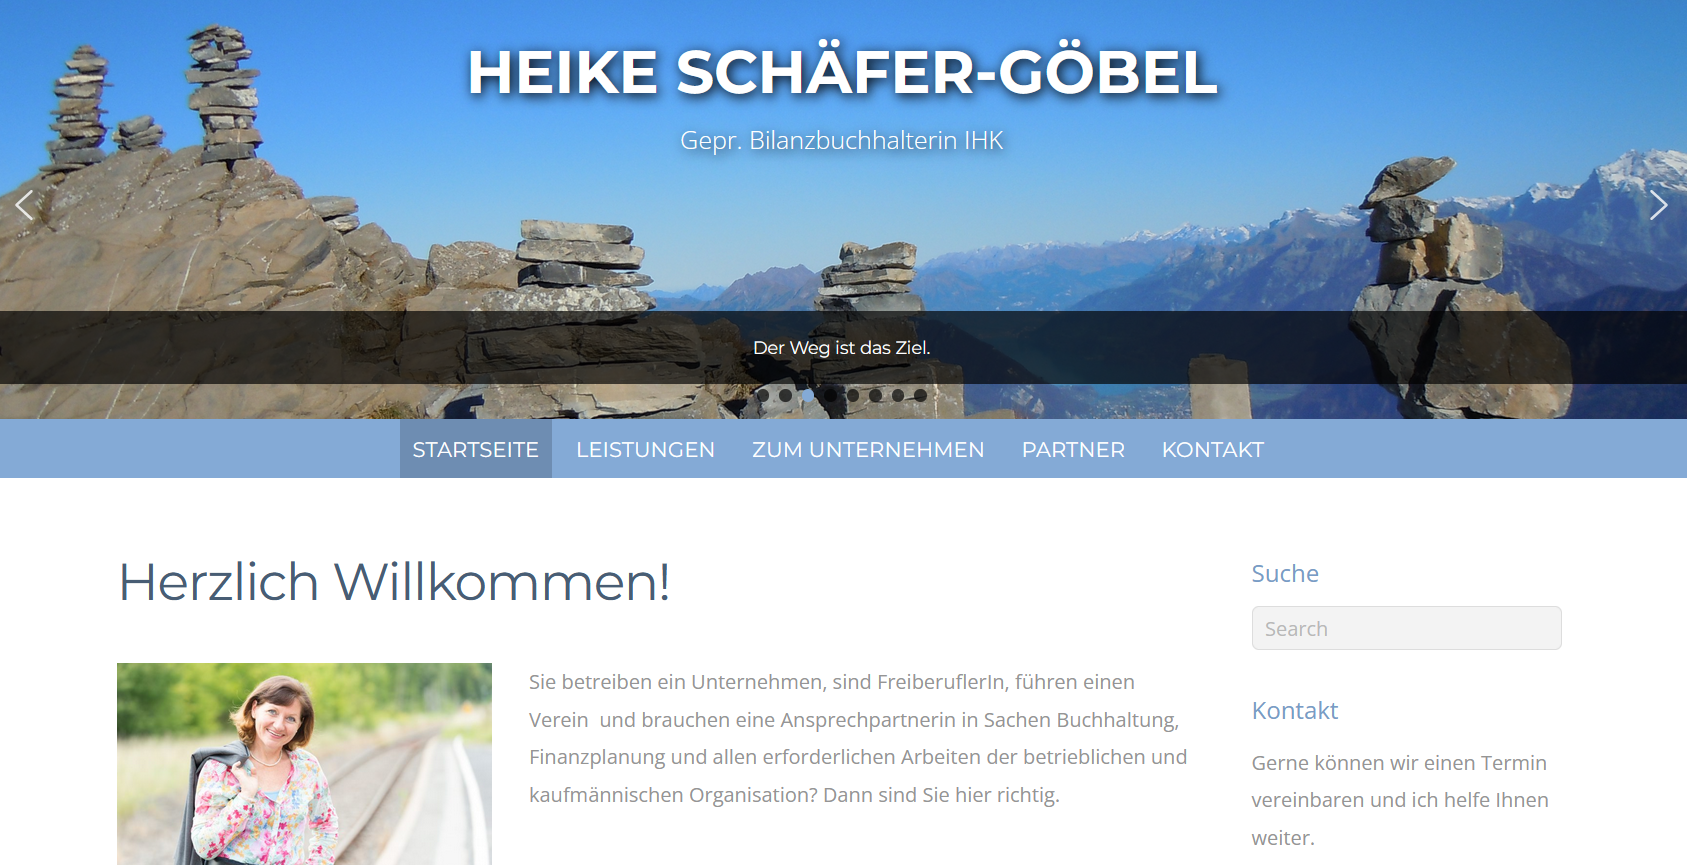 HEIKE SCHÄFER-GÖBEL
Gepr. Bilanzbuchhalterin IHK
Der Weg ist das Ziel.
STARTSEITE LEISTUNGEN ZUM UNTERNEHMEN PARTNER KONTAKT
Herzlich Willkommen!
Sie betreiben ein Unternehmen, sind FreiberuflerIn, führen einen
Verein und brauchen eine Ansprechpartnerin in Sachen Buchhaltung,
Finanzplanung und allen erforderlichen Arbeiten der betrieblichen und
kaufmännischen Organisation? Dann sind Sie hier richtig.
Suche
Search
Kontakt
Gerne können wir einen Termin
vereinbaren und ich helfe Ihnen
weiter.